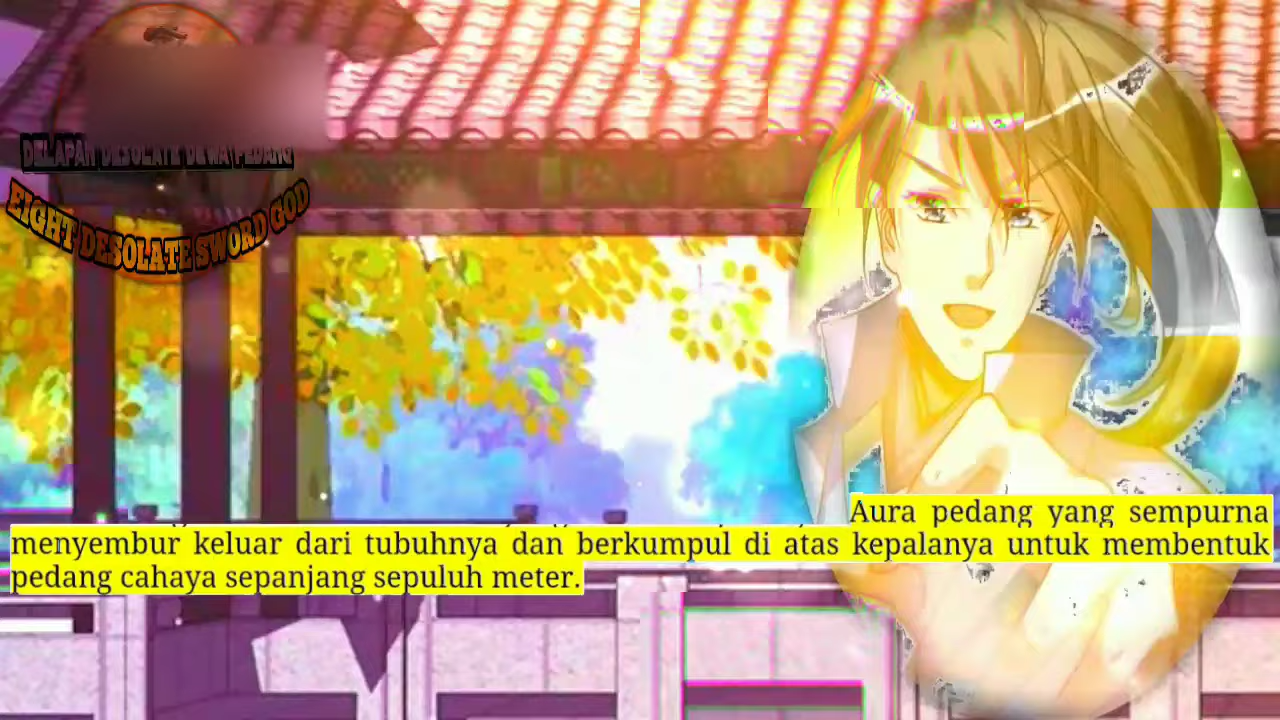 DELAPAN DESOLATE DEWA PEDANG
EIGHT DESOLATE SWORD GOD
Aura pedang yang sempurna
menyembur keluar dari tubuhnya dan berkumpul di atas kepalanya untuk membentuk
pedang cahaya sepanjang sepuluh meter.